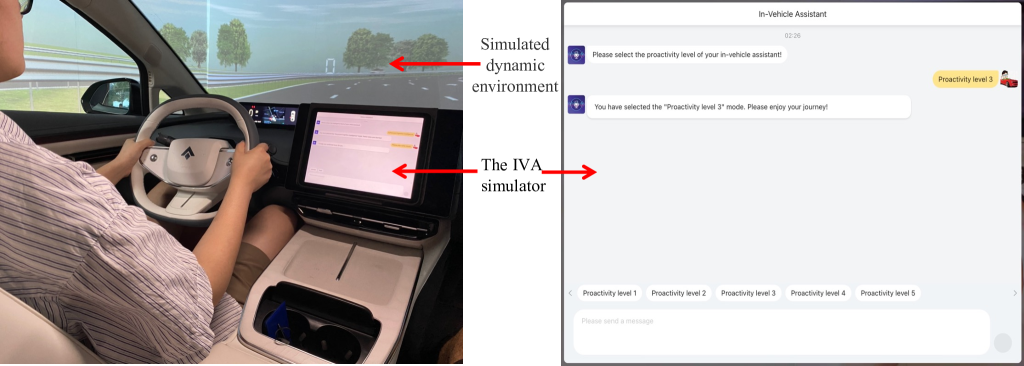 Simulated
dynamic
environment
The IVA
simulator
In-Vehicle Assistant
02:26
Please select the proactivity level of your in-vehicle assistant!
Proactivity level 3
You have selected the "Proactivity level 3" mode. Please enjoy your journey!
Proactivity level 1
Proactivity level 2
Proactivity level 3
Proactivity level 4
Proactivity level 5
Please send a message